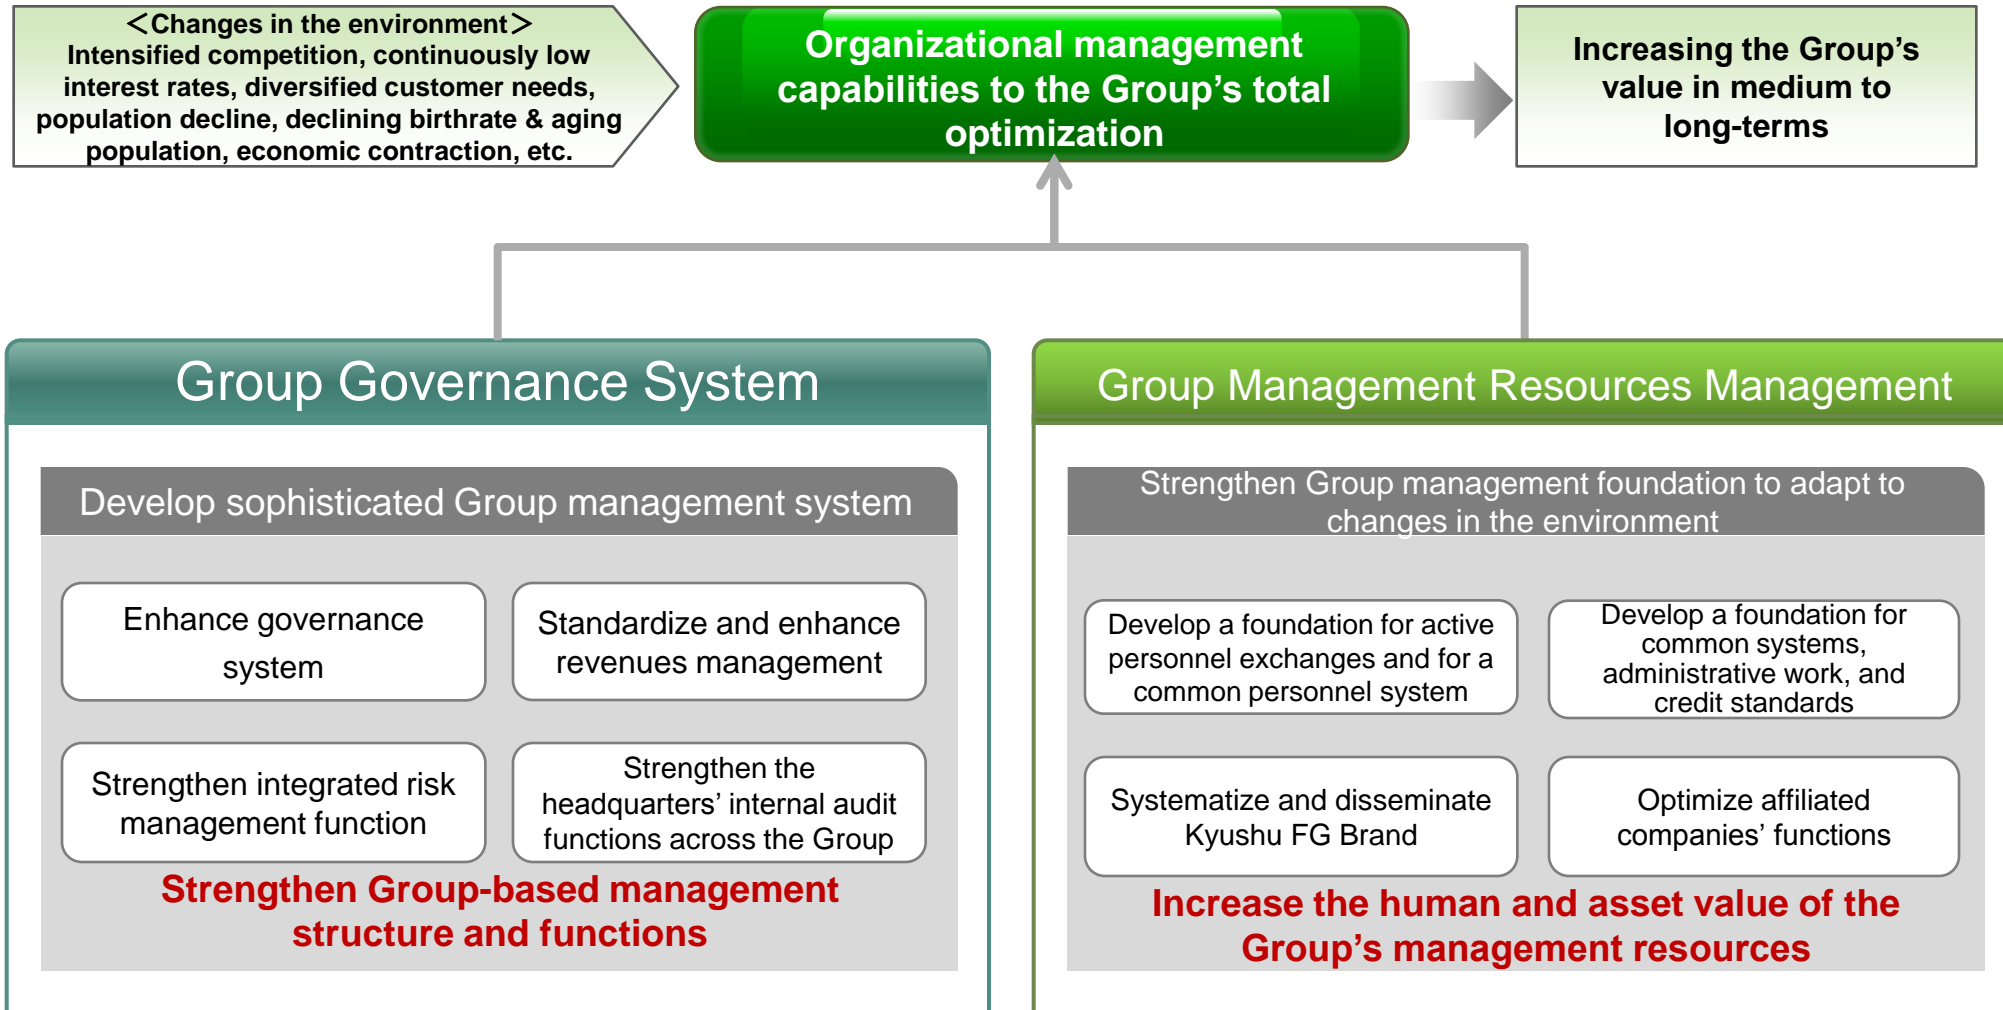 ＜Changes in the environment＞
Intensified competition, continuously low
interest rates, diversified customer needs,
population decline, declining birthrate & aging
population, economic contraction, etc.
Organizational management
capabilities to the Group’s total
optimization
Increasing the Group’s
value in medium to
long-terms
Group Governance System
Develop sophisticated Group management system
Enhance governance
system
Standardize and enhance
revenues management
Strengthen integrated risk
management function
Strengthen the
headquarters’ internal audit
functions across the Group
Strengthen Group-based management
structure and functions
Group Management Resources Management
Strengthen Group management foundation to adapt to
changes in the environment
Develop a foundation for active
personnel exchanges and for a
common personnel system
Develop a foundation for
common systems,
administrative work, and
credit standards
Systematize and disseminate
Kyushu FG Brand
Optimize affiliated
companies’ functions
Increase the human and asset value of the
Group’s management resources